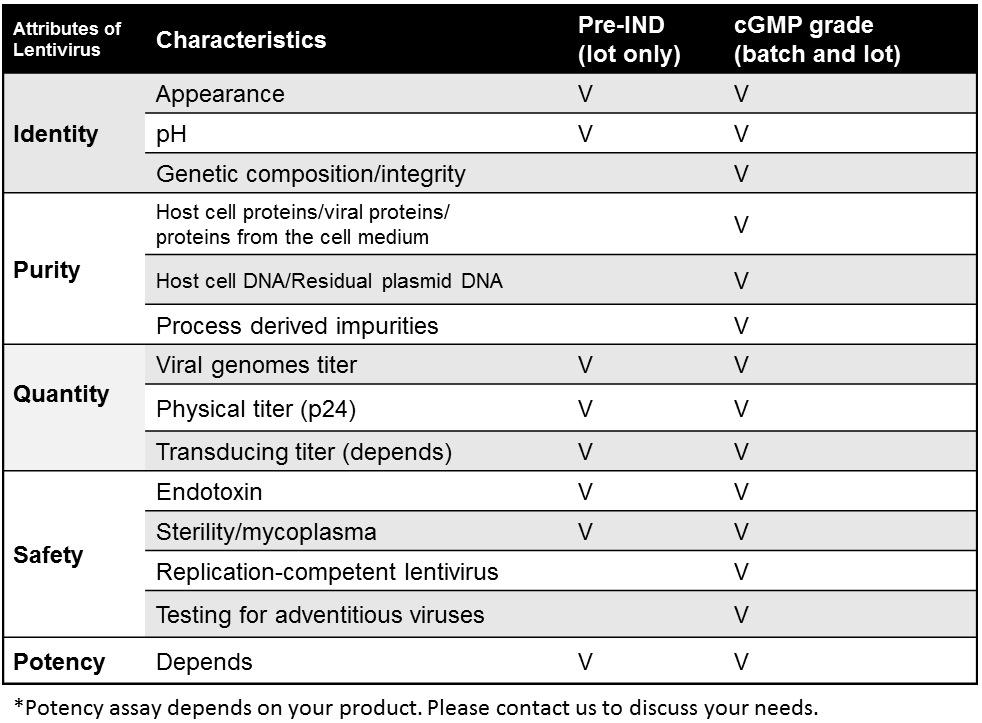 Attributes of Lentivirus Characteristics Pre-IND (lot only) cGMP grade (batch and lot)
Identity
Appearance V V
pH V V
Genetic composition/integrity V
Purity
Host cell proteins/viral proteins/
proteins from the cell medium V
Host cell DNA/Residual plasmid DNA V
Process derived impurities V
Quantity
Viral genomes titer V V
Physical titer (p24) V V
Transducing titer (depends) V V
Safety
Endotoxin V V
Sterility/mycoplasma V V
Replication-competent lentivirus V
Testing for adventitious viruses V
Potency Depends V V
*Potency assay depends on your product. Please contact us to discuss your needs.